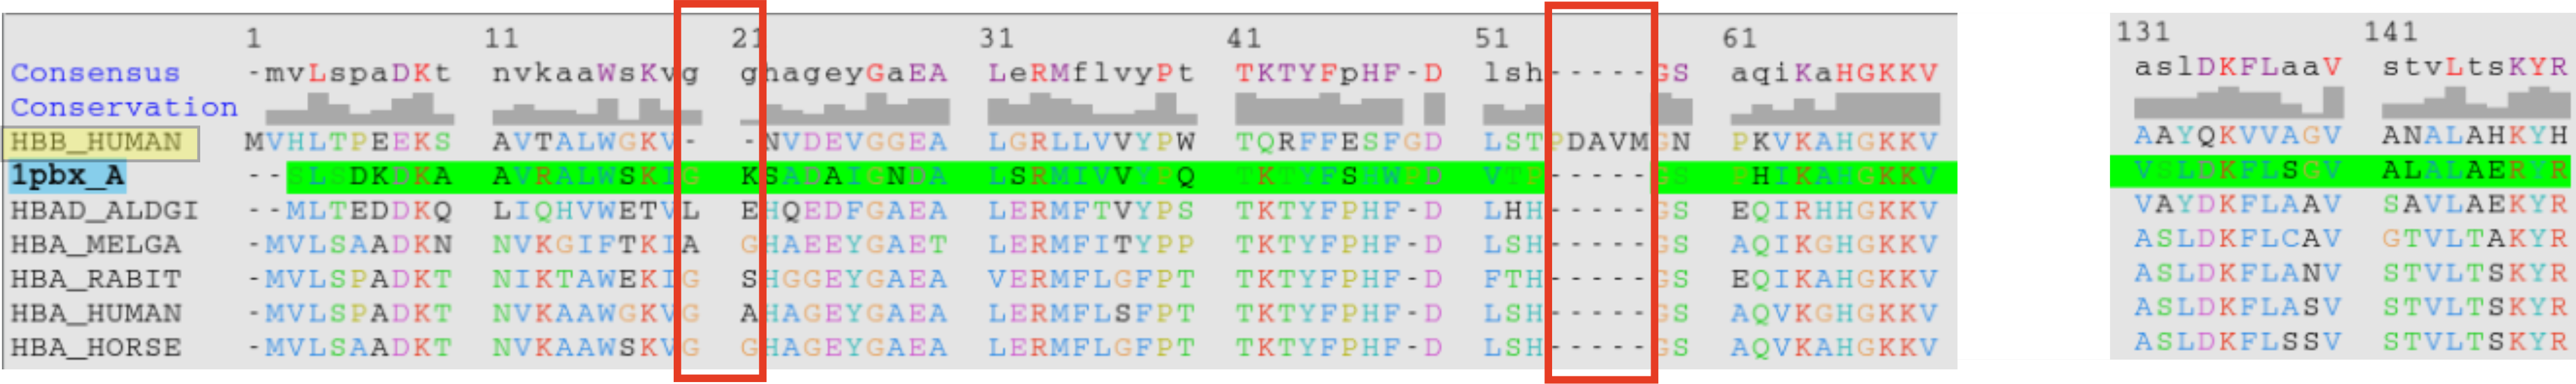 1 11 21 31 41 51 61 131 141
Consensus -mvLspaDKt nvkaaWsKvg ghageyGaEA LeRMflvyPt TKTYFpHF-D lsh-----GS aqiKaHGKKV aslDKFLaaV stvLtsKYR
Conservation
HBB_HUMAN MVHLTPEEKS AVTALWGKV- -NVDEVGGEA LGRLLVVYPW TQRFFESFGD LSTPDAVMGN PKVKAHGKKV AAYQKVVAGV ANALAHKYH
1pbx_A --SLSDKDKA AVRALWSKIG KSADAIGNDA LSRMIVVYPQ TKTYFSHWPD VTP-----GS PHIKAHGKKV VSLDKFLSGV ALALAERYR
HBAD_ALDGI --MLTEDDKQ LIQHVWETVL EHQEDFGAEA LERMFTVYPS TKTYFPHF-D LHH-----GS EQIRHHGKKV VAYDKFLAAV SAVLAEKYR
HBA_MELGA -MVLSAADKN NVKGIFTKIA GHAEEYGAET LERMFITYPP TKTYFPHF-D LSH-----GS AQIKGHGKKV ASLDKFLCAV GTVLTAKYR
HBA_RABIT -MVLSPADKT NIKTAWEKIG SHGGEYGAEA VERMFLGFPT TKTYFPHF-D FTH-----GS EQIKAHGKKV ASLDKFLANV STVLTSKYR
HBA_HUMAN -MVLSPADKT NVKAAWGKVG AHAGEYGAEA LERMFLSFPT TKTYFPHF-D LSH-----GS AQVKGHGKKV ASLDKFLASV STVLTSKYR
HBA_HORSE -MVLSAADKT NVKAAWSKVG GHAGEYGAEA LERMFLGFPT TKTYFPHF-D LSH-----GS AQVKAHGKKV ASLDKFLSSV STVLTSKYR